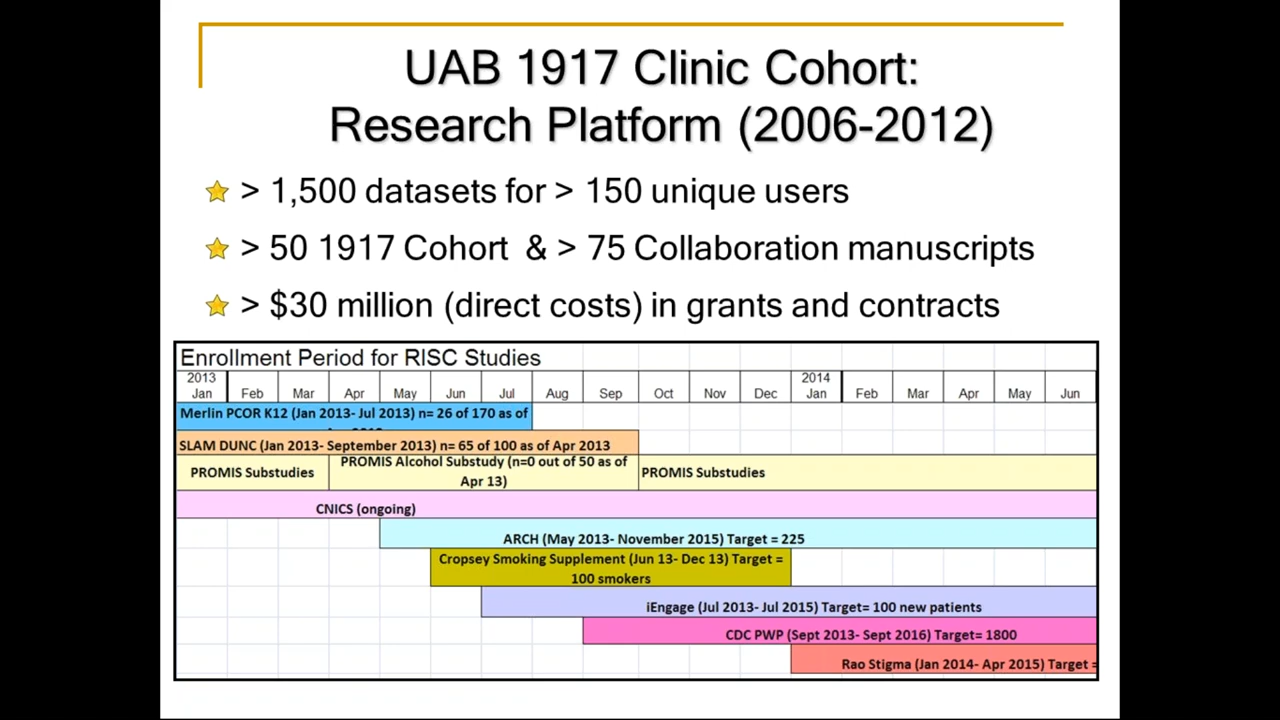 UAB 1917 Clinic Cohort:
Research Platform (2006-2012)
> 1,500 datasets for > 150 unique users
> 50 1917 Cohort & > 75 Collaboration manuscripts
> $30 million (direct costs) in grants and contracts
Enrollment Period for RISC Studies
2013 2014
Jan Feb Mar Apr May Jun Jul Aug Sep Oct Nov Dec Jan Feb Mar Apr May Jun
Merlin PCOR K12 (Jan 2013- Jul 2013) n= 26 of 170 as of
SLAM DUNC (Jan 2013- September 2013) n= 65 of 100 as of Apr 2013
PROMIS Substudies
PROMIS Alcohol Substudy (n=0 out of 50 as of
Apr 13)
PROMIS Substudies
CNICS (ongoing)
ARCH (May 2013- November 2015) Target = 225
Cropsey Smoking Supplement (Jun 13- Dec 13) Target =
100 smokers
iEngage (Jul 2013- Jul 2015) Target= 100 new patients
CDC PWP (Sept 2013- Sept 2016) Target= 1800
Rao Stigma (Jan 2014- Apr 2015) Target =